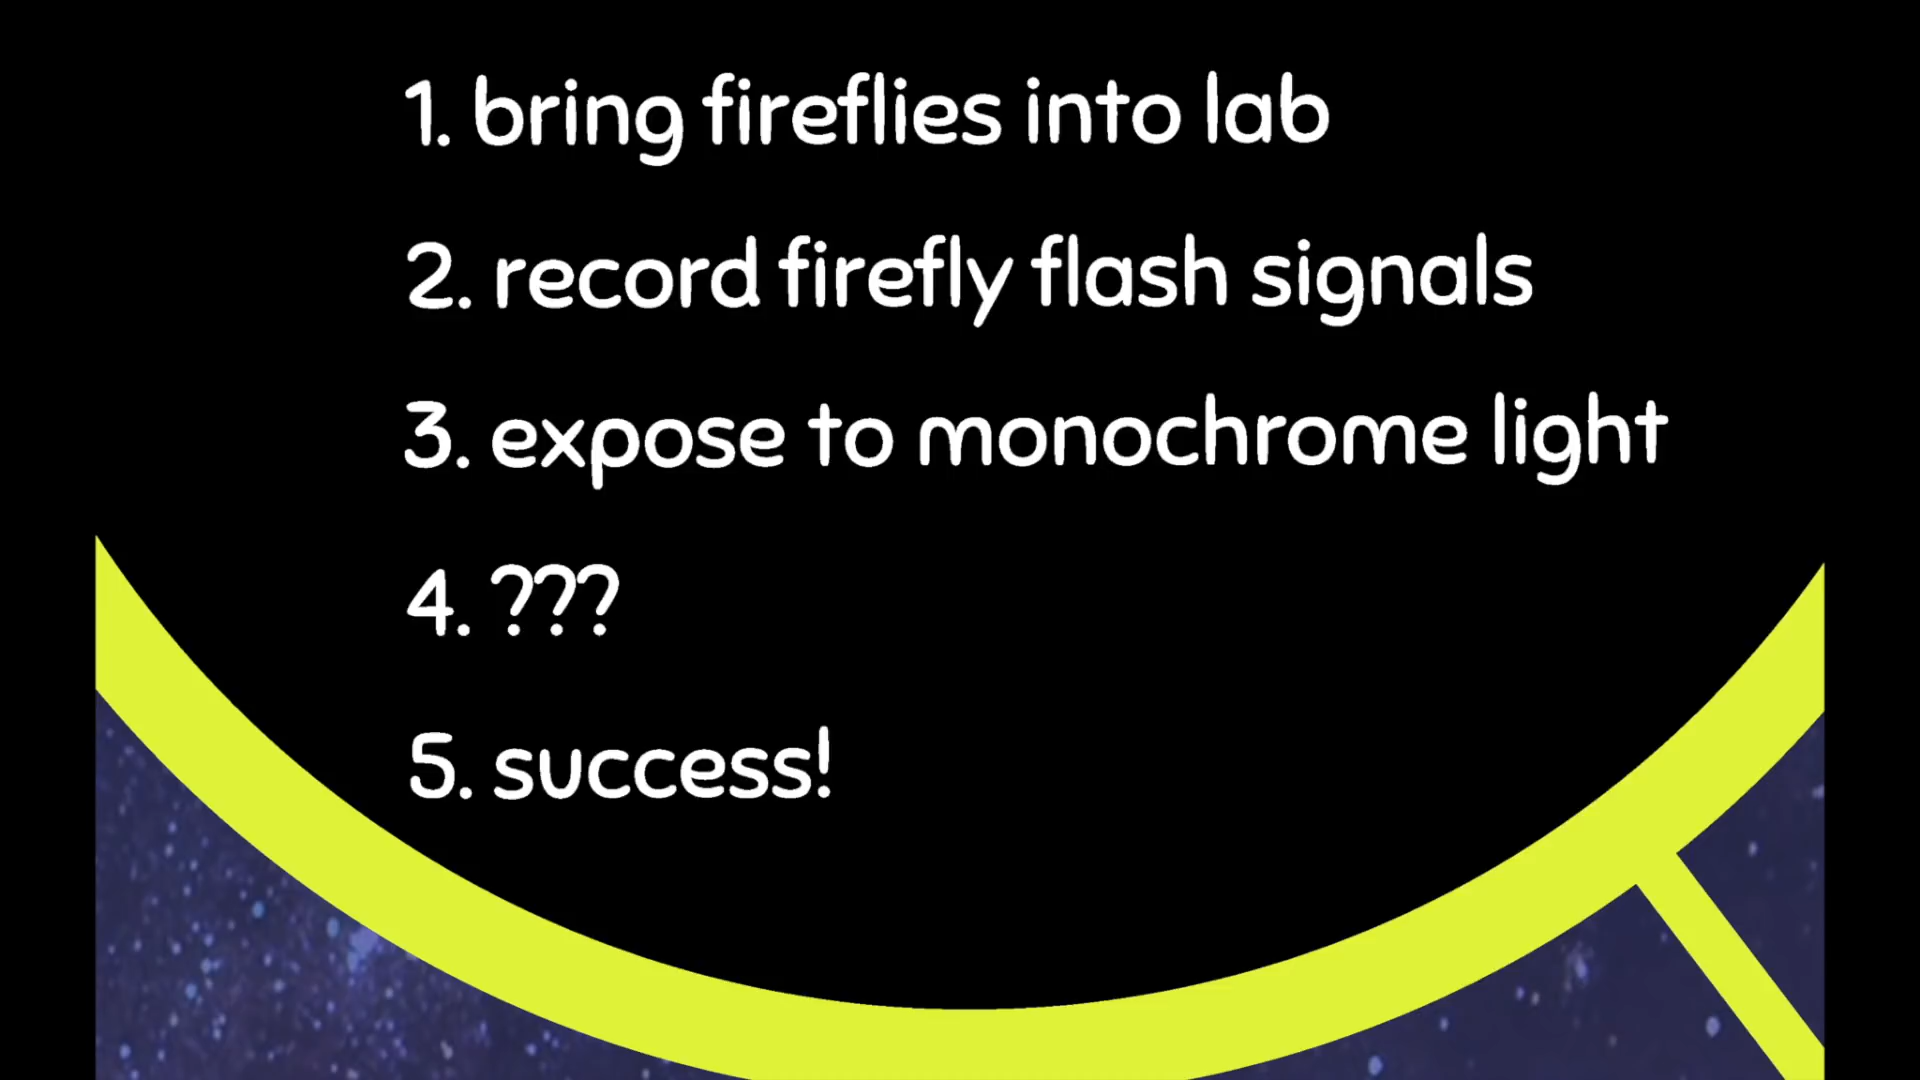 1. bring fireflies into lab
2. record firefly flash signals
3. expose to monochrome light
4. ???
5. success!